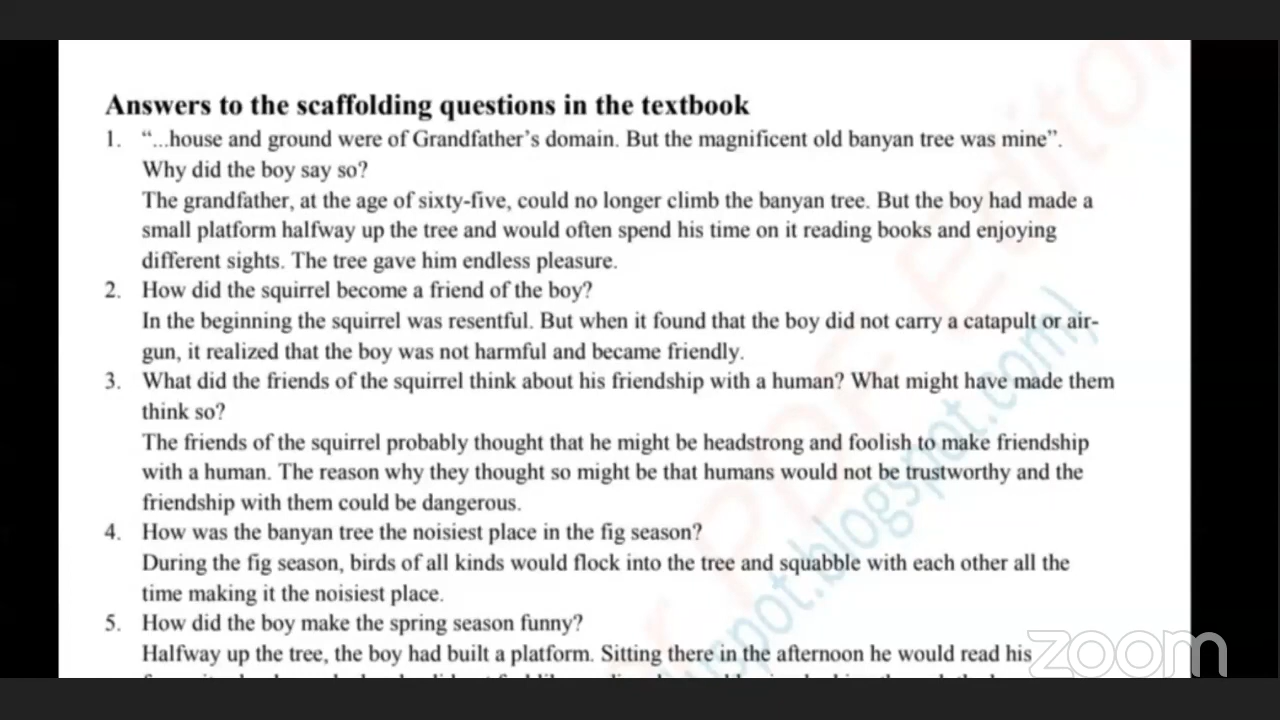 Answers to the scaffolding questions in the textbook
1. “...house and ground were of Grandfather’s domain. But the magnificent old banyan tree was mine”.
Why did the boy say so?
The grandfather, at the age of sixty-five, could no longer climb the banyan tree. But the boy had made a
small platform halfway up the tree and would often spend his time on it reading books and enjoying
different sights. The tree gave him endless pleasure.
2. How did the squirrel become a friend of the boy?
In the beginning the squirrel was resentful. But when it found that the boy did not carry a catapult or air-
gun, it realized that the boy was not harmful and became friendly.
3. What did the friends of the squirrel think about his friendship with a human? What might have made them
think so?
The friends of the squirrel probably thought that he might be headstrong and foolish to make friendship
with a human. The reason why they thought so might be that humans would not be trustworthy and the
friendship with them could be dangerous.
4. How was the banyan tree the noisiest place in the fig season?
During the fig season, birds of all kinds would flock into the tree and squabble with each other all the
time making it the noisiest place.
5. How did the boy make the spring season funny?
Halfway up the tree, the boy had built a platform. Sitting there in the afternoon he would read his
PDF Editor
spot.blogspot.com)
zoom